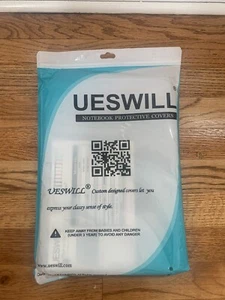 UESWILL®
NOTEBOOK PROTECTIVE COVERS
UESWILL® Custom designed covers let you
express your classy sense of style.
KEEP AWAY FROM BABIES AND CHILDREN
(UNDER 3 YEAR) TO AVOID ANY DANGER
www.ueswill.com